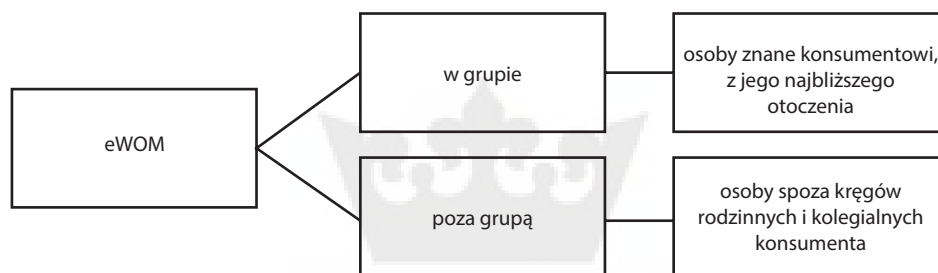 eWOM
w grupie
osoby znane konsumentowi,
z jego najbliższego
otoczenia
poza grupą
osoby spoza kręgów
rodzinnych i kolegialnych
konsumenta